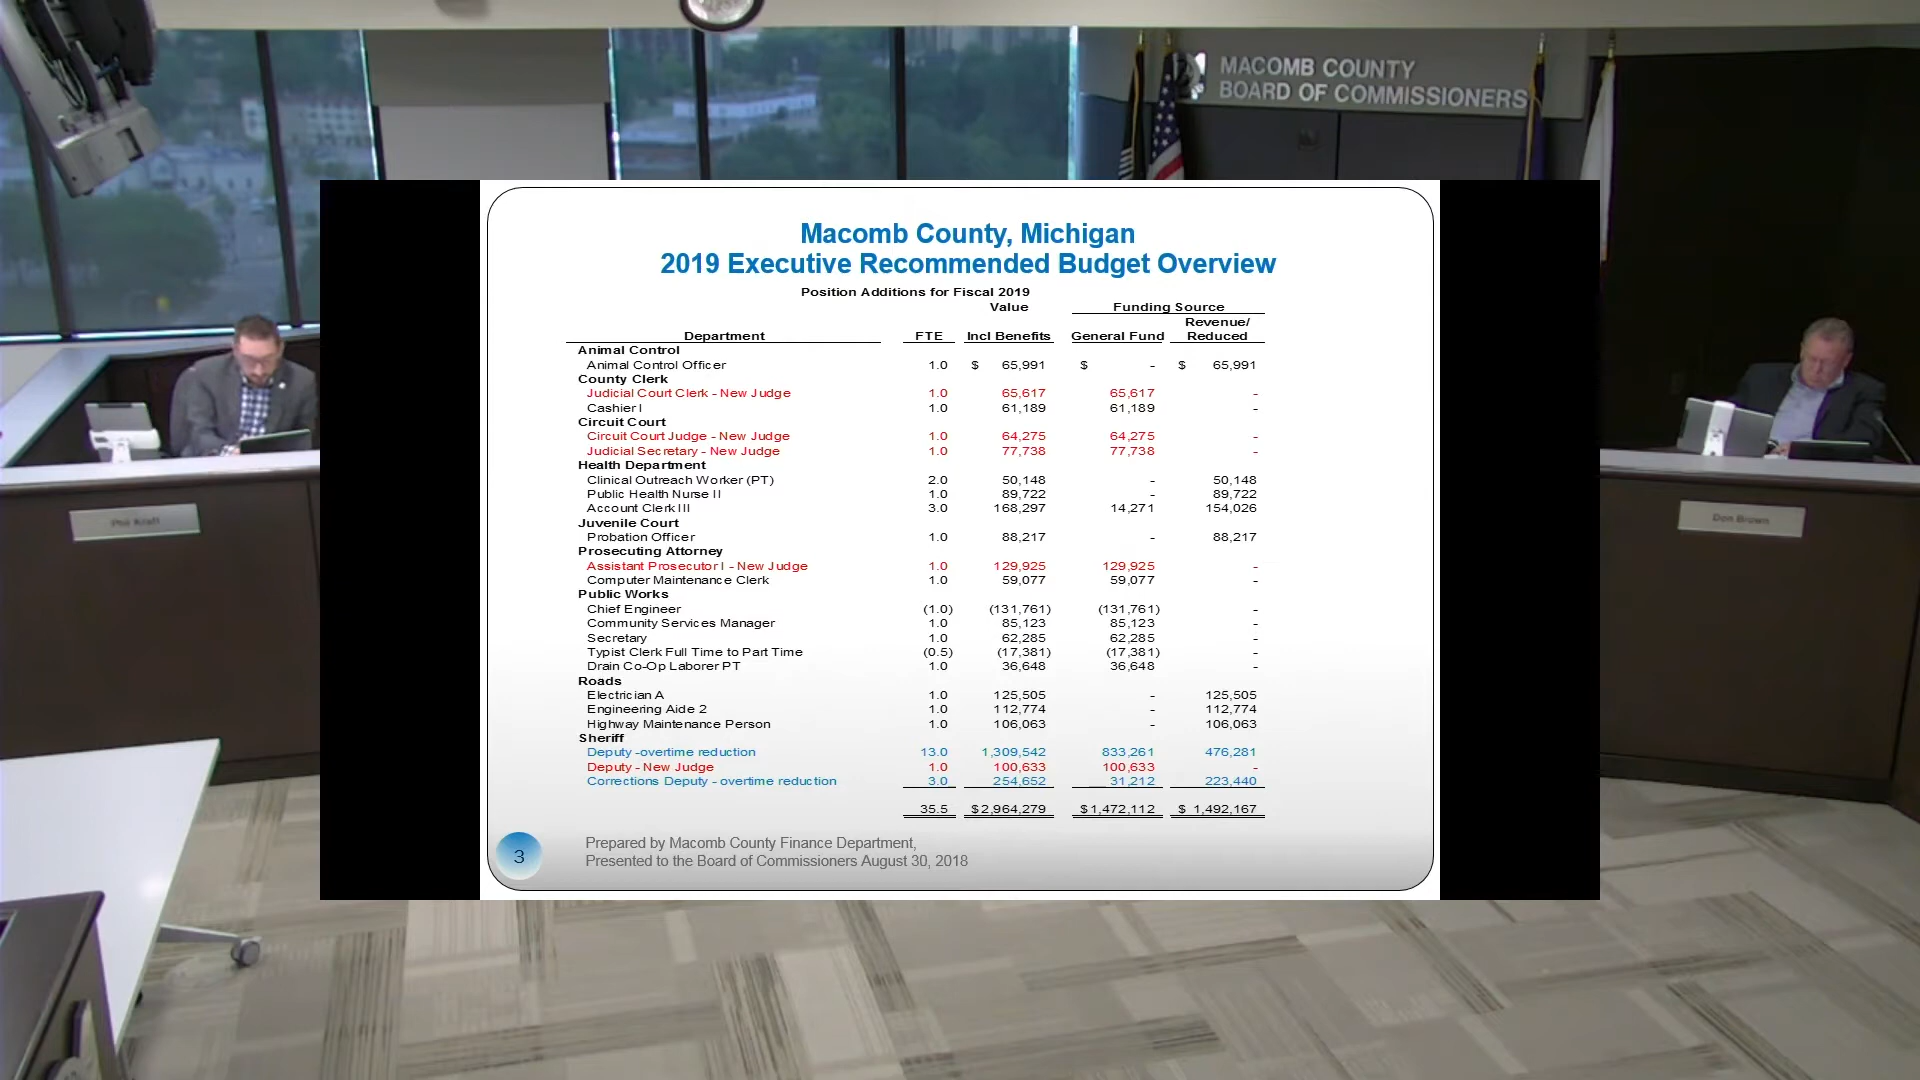 MACOMB COUNTY
BOARD OF COMMISSIONERS
Macomb County, Michigan
2019 Executive Recommended Budget Overview
Position Additions for Fiscal 2019
Value Funding Source
Revenue/
Department FTE Incl Benefits General Fund Reduced
Animal Control
Animal Control Officer 1.0 $ 65,991 $ - $ 65,991
County Clerk
Judicial Court Clerk - New Judge 1.0 65,617 65,617 -
Cashier I 1.0 61,189 61,189 -
Circuit Court
Circuit Court Judge - New Judge 1.0 64,275 64,275 -
Judicial Secretary - New Judge 1.0 77,738 77,738 -
Health Department
Clinical Outreach Worker (PT) 2.0 50,148 - 50,148
Public Health Nurse II 1.0 89,722 - 89,722
Account Clerk III 3.0 168,297 14,271 154,026
Juvenile Court
Probation Officer 1.0 88,217 - 88,217
Prosecuting Attorney
Assistant Prosecutor I - New Judge 1.0 129,925 129,925 -
Computer Maintenance Clerk 1.0 59,077 59,077 -
Public Works
Chief Engineer (1.0) (131,761) (131,761) -
Community Services Manager 1.0 85,123 85,123 -
Secretary 1.0 62,285 62,285 -
Typist Clerk Full Time to Part Time (0.5) (17,381) (17,381) -
Drain Co-Op Laborer PT 1.0 36,648 36,648 -
Roads
Electrician A 1.0 125,505 - 125,505
Engineering Aide 2 1.0 112,774 - 112,774
Highway Maintenance Person 1.0 106,063 - 106,063
Sheriff
Deputy -overtime reduction 13.0 1,309,542 833,261 476,281
Deputy - New Judge 1.0 100,633 100,633 -
Corrections Deputy - overtime reduction 3.0 254,652 31,212 223,440
35.5 $2,964,279 $1,472,112 $ 1,492,167
Prepared by Macomb County Finance Department,
Presented to the Board of Commissioners August 30, 2018
3
Phil Kraft
Don Brown